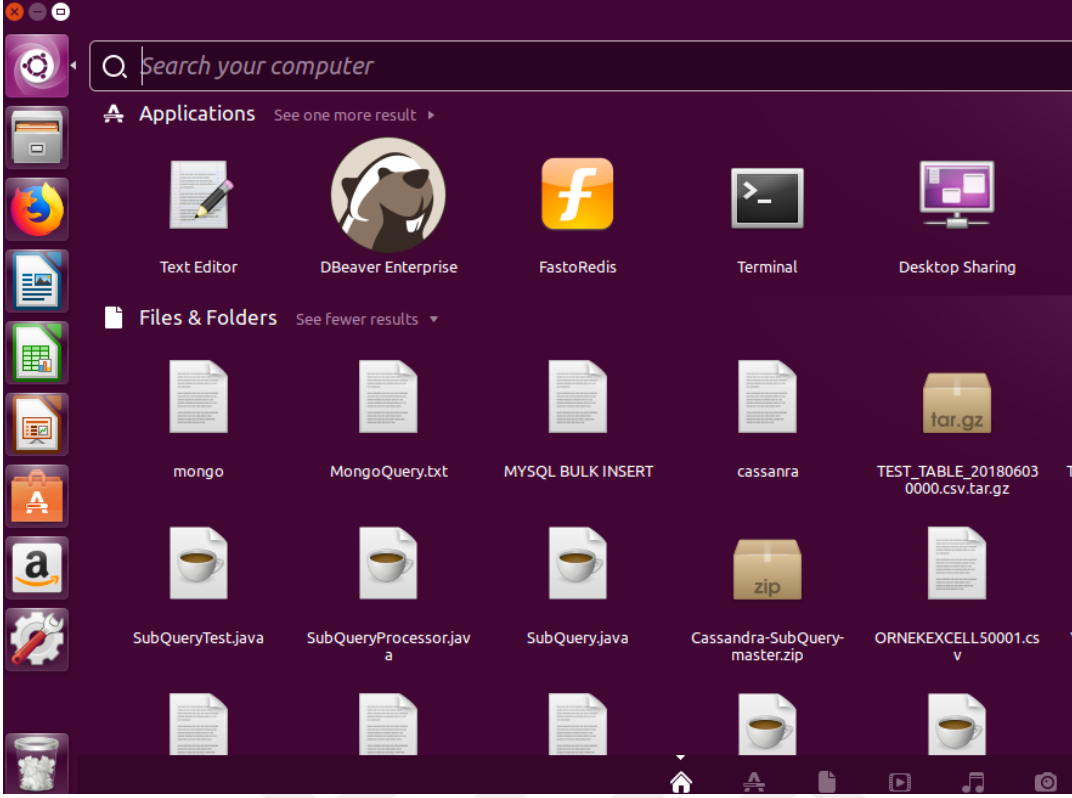 Search your computer
Applications See one more result
Text Editor
DBeaver Enterprise
FastoRedis
Terminal
Desktop Sharing
Files & Folders See fewer results
tar.gz
mongo
MongoQuery.txt
MYSQL BULK INSERT
cassanra
TEST_TABLE_20180603
0000.csv.tar.gz
zip
SubQueryTest.java
SubQueryProcessor.jav
a
SubQuery.java
Cassandra-SubQuery-
master.zip
ORNEKEXCELL50001.cs
v